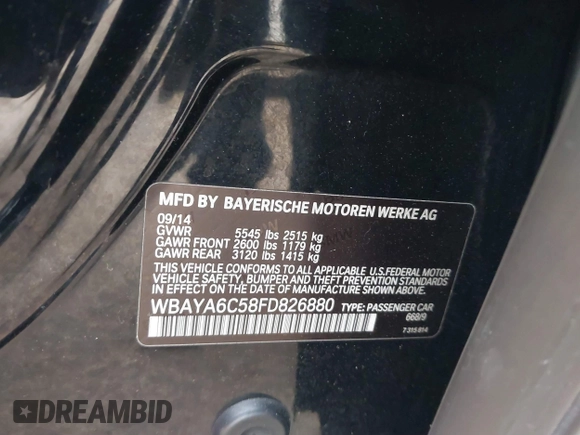 MFD BY BAYERISCHE MOTOREN WERKE AG
09/14
GVWR 5545 lbs 2515 kg
GAWR FRONT 2600 lbs 1179 kg
GAWR REAR 3120 lbs 1415 kg
THIS VEHICLE CONFORMS TO ALL APPLICABLE U.S.FEDERAL MOTOR
VEHICLE SAFETY, BUMPER, AND THEFT PREVENTION STANDARDS
IN EFFECT ON THE DATE OF MANUFACTURE SHOWN ABOVE.
WBAYA6C58FD826880 TYPE: PASSENGER CAR
668/9
7 315 614
DREAMBID